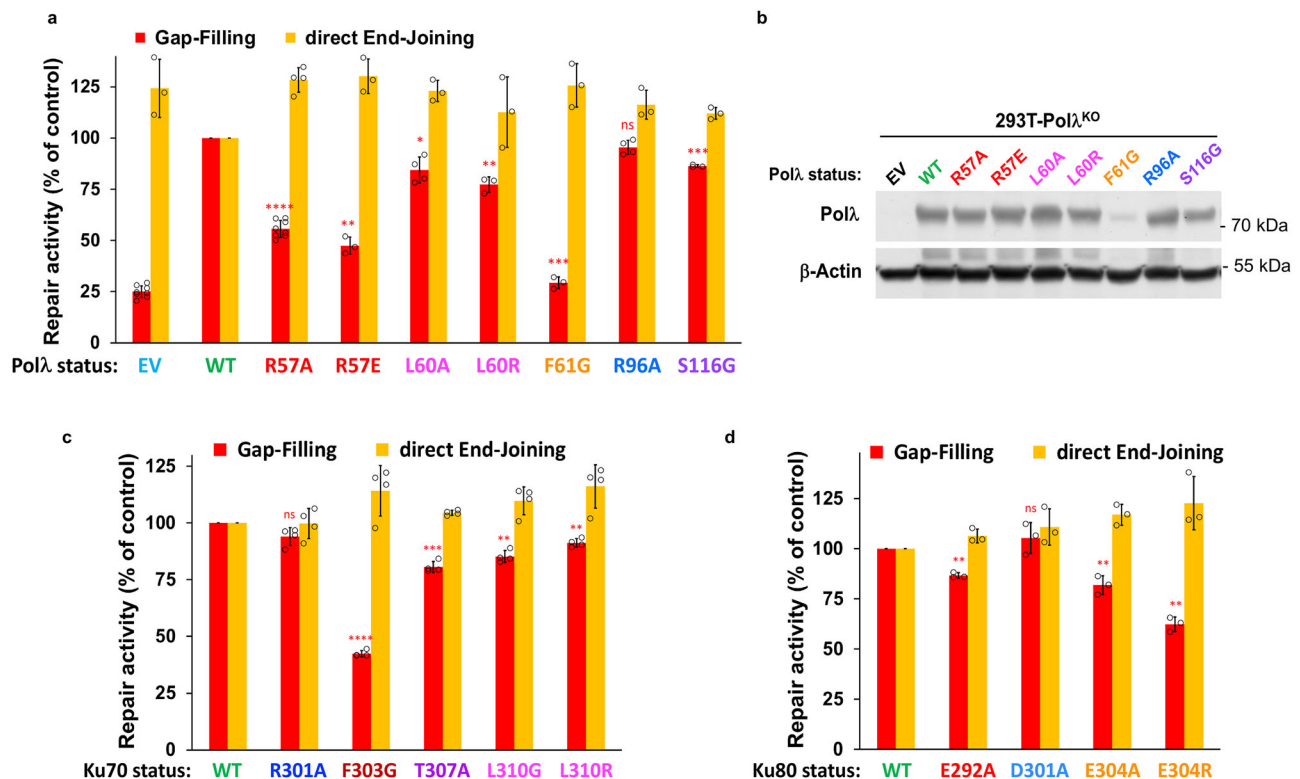 a
Gap-Filling direct End-Joining
Repair activity (% of control)
125
100
75
50
25
0
**** ** * ** *** ns ***
Polλ status: EV WT R57A R57E L60A L60R F61G R96A S116G
b
293T-Polλᴷᴼ
Polλ status: EV WT R57A R57E L60A L60R F61G R96A S116G
Polλ
- 70 kDa
β-Actin
- 55 kDa
c
Gap-Filling direct End-Joining
Repair activity (% of control)
125
100
75
50
25
0
ns **** *** ** **
Ku70 status: WT R301A F303G T307A L310G L310R
d
Gap-Filling direct End-Joining
Repair activity (% of control)
125
100
75
50
25
0
** ns ** **
Ku80 status: WT E292A D301A E304A E304R